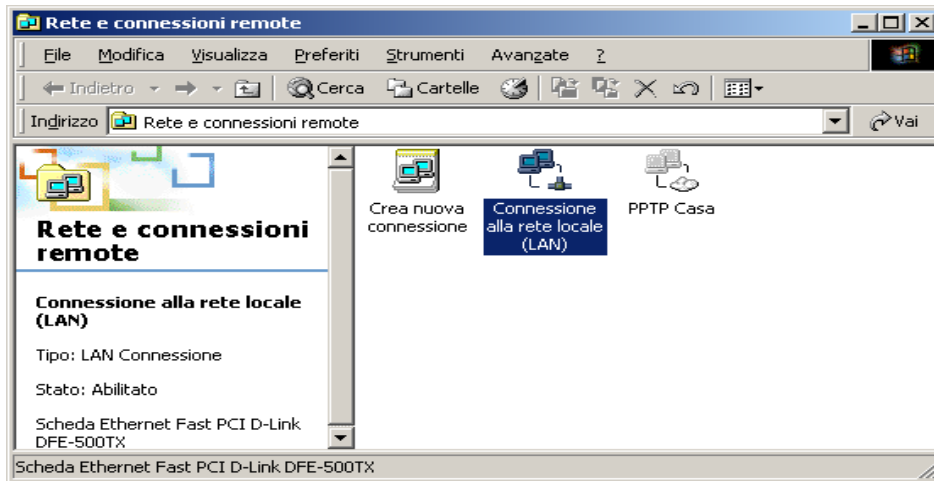 Rete e connessioni remote
File Modifica Visualizza Preferiti Strumenti Avanzate ?
Indietro Cerca Cartelle
Indirizzo Rete e connessioni remote Vai
Rete e connessioni
remote
Connessione alla rete locale
(LAN)
Tipo: LAN Connessione
Stato: Abilitato
Scheda Ethernet Fast PCI D-Link
DFE-500TX
Crea nuova
connessione
Connessione
alla rete locale
(LAN)
PPTP Casa
Scheda Ethernet Fast PCI D-Link DFE-500TX